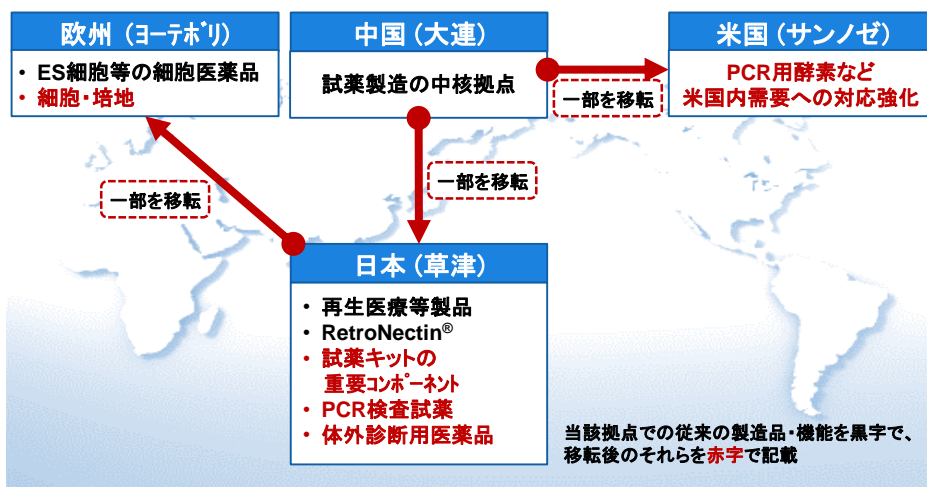 欧州（ﾖｰﾃﾎﾞﾘ）
・ ES細胞等の細胞医薬品
・ 細胞・培地
中国（大連）
試薬製造の中核拠点
米国（サンノゼ）
PCR用酵素など
米国内需要への対応強化
一部を移転
一部を移転
一部を移転
日本（草津）
・ 再生医療等製品
・ RetroNectin®
・ 試薬キットの
重要ｺﾝﾎﾟｰﾈﾝﾄ
・ PCR検査試薬
・ 体外診断用医薬品
当該拠点での従来の製造品・機能を黒字で、
移転後のそれらを赤字で記載